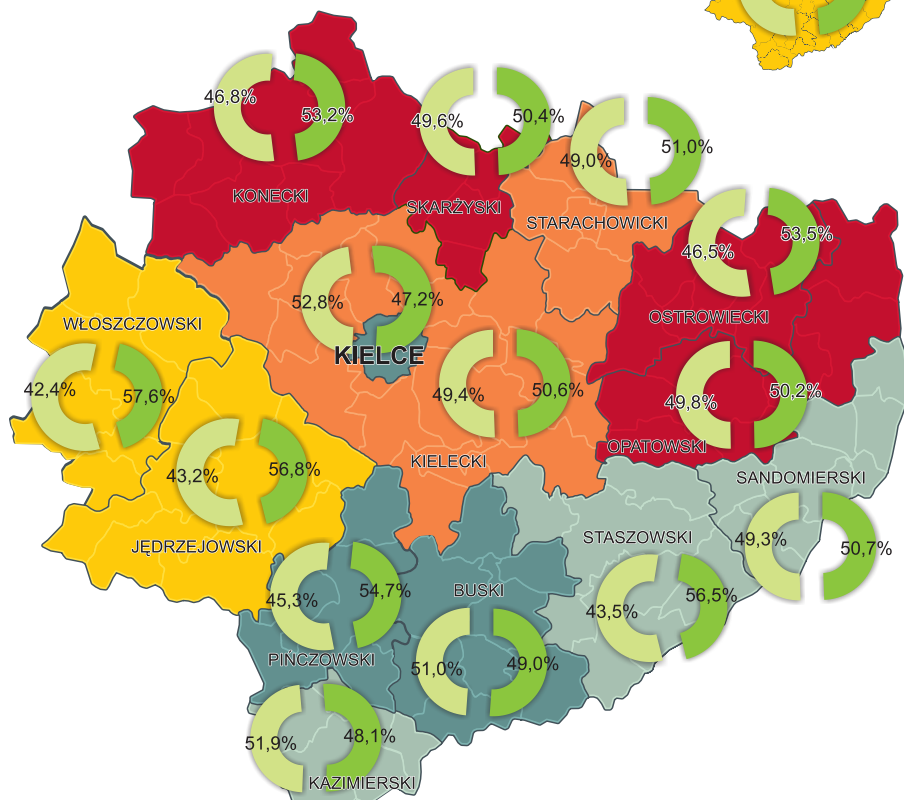 46,8%
53,2%
KONECKI
49,6%
50,4%
SKARŻYSKI
49,0%
51,0%
STARACHOWICKI
46,5%
53,5%
OSTROWIECKI
52,8%
47,2%
KIELCE
WŁOSZCZOWSKI
42,4%
57,6%
49,4%
50,6%
KIELECKI
49,8%
50,2%
OPATOWSKI
43,2%
56,8%
JĘDRZEJOWSKI
SANDOMIERSKI
49,3%
50,7%
STASZOWSKI
43,5%
56,5%
45,3%
54,7%
PIŃCZOWSKI
BUSKI
51,0%
49,0%
51,9%
48,1%
KAZIMIERSKI